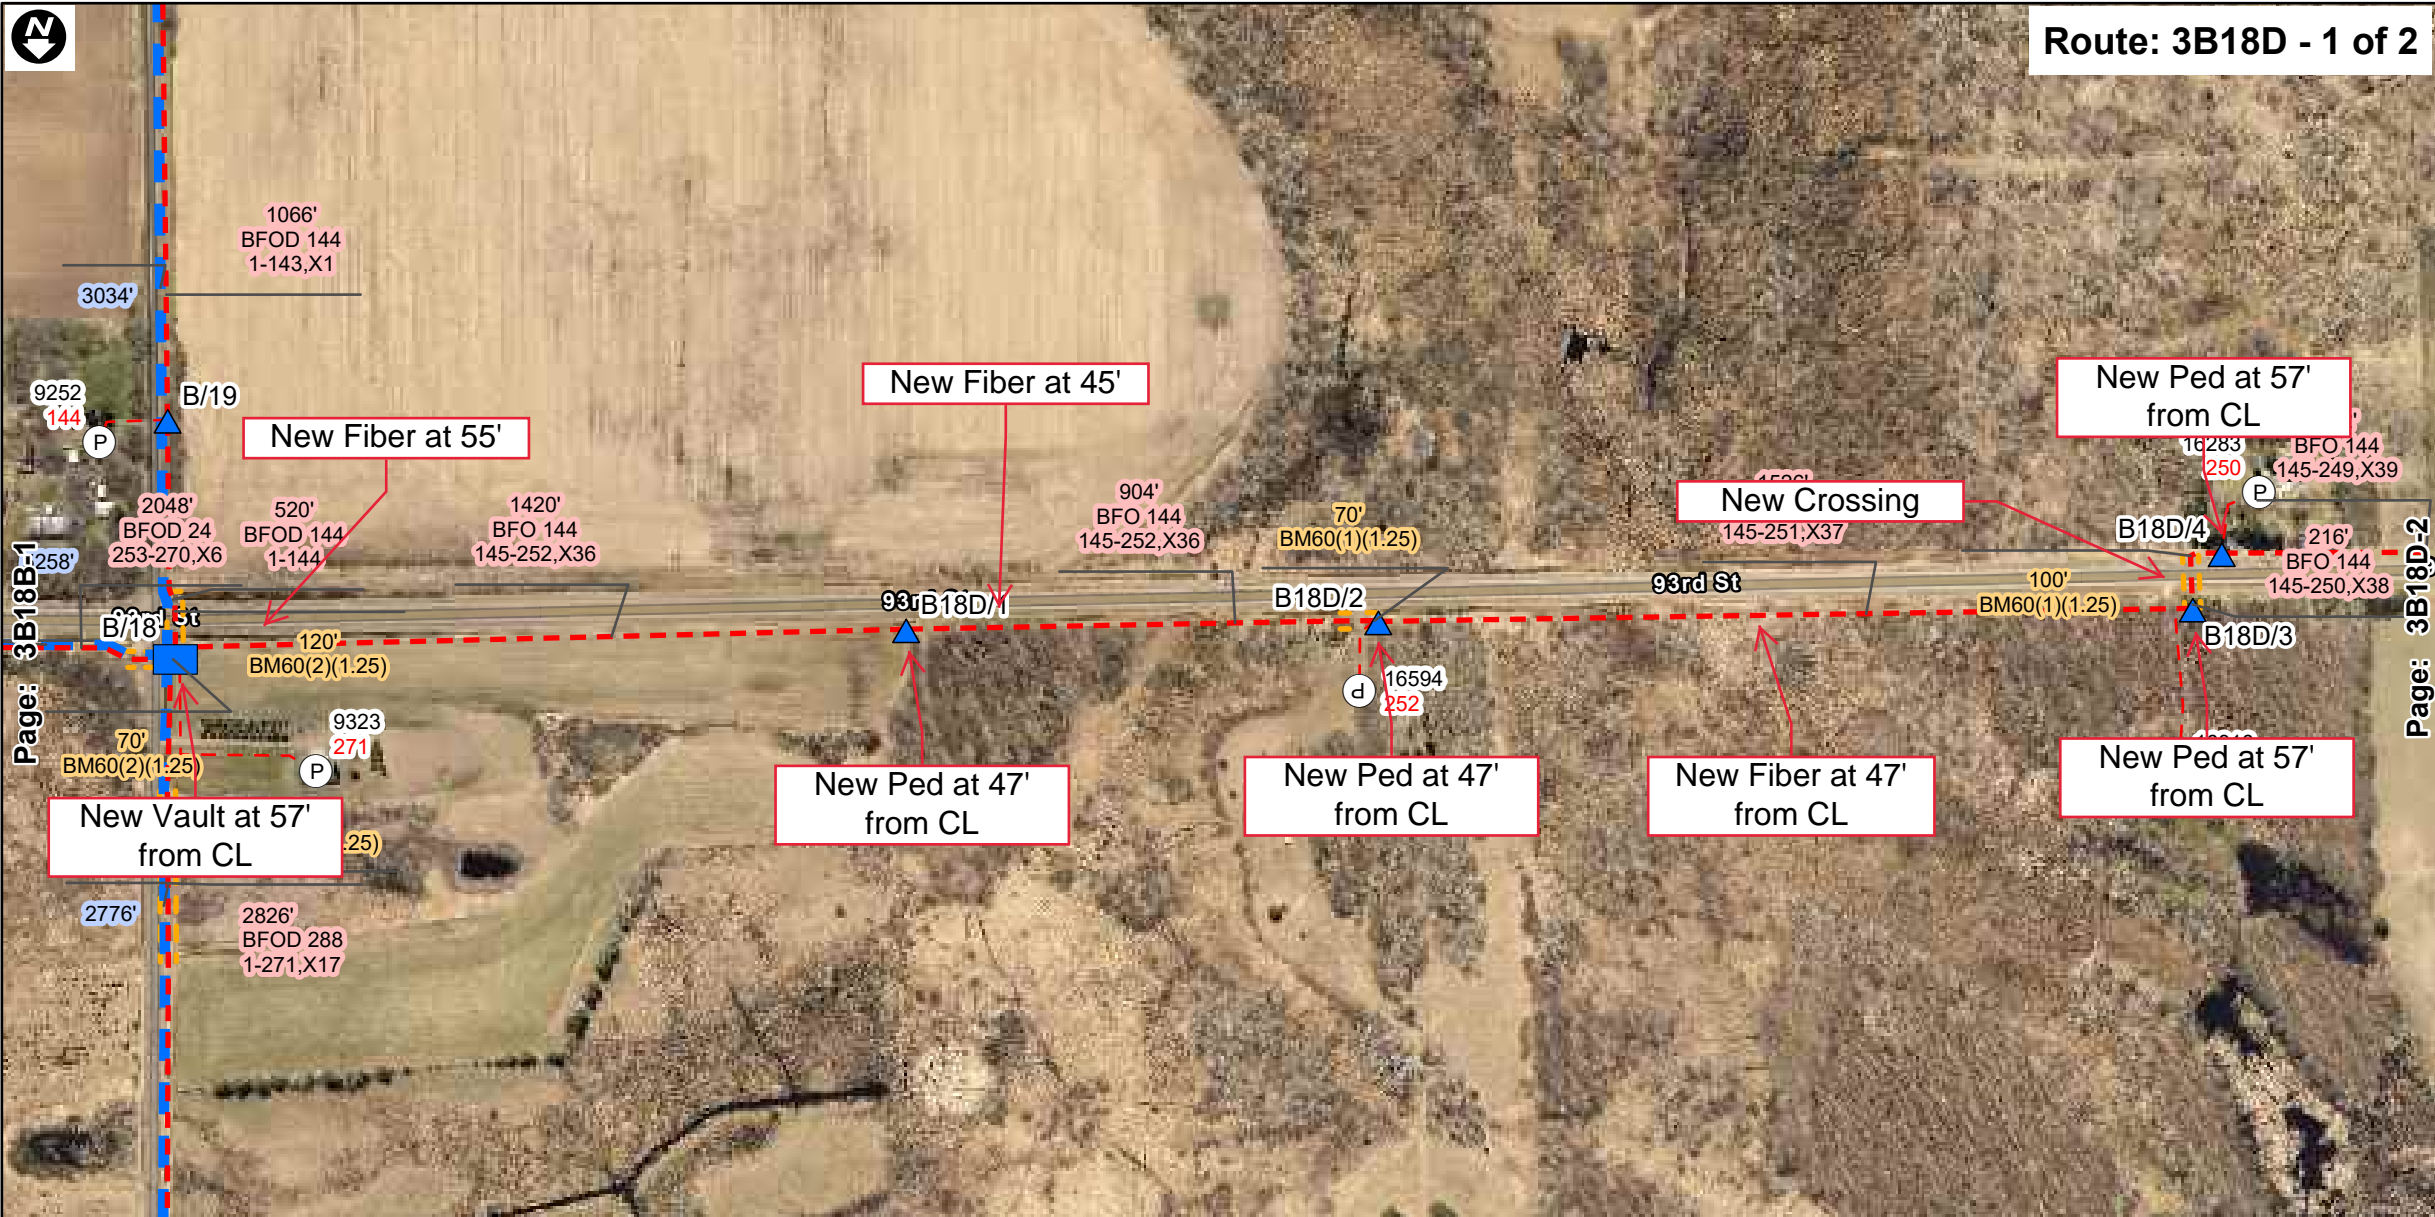 N
Route: 3B18D - 1 of 2
1066'
BFOD 144
1-143,X1
3034'
9252
144
P
B/19
New Fiber at 55'
New Fiber at 45'
New Ped at 57'
from CL
16283
250
P
BFO 144
145-249,X39
2048'
BFOD 24
253-270,X6
520'
BFOD 144
1-144
1420'
BFO 144
145-252,X36
904'
BFO 144
145-252,X36
70'
BM60(1)(1.25)
New Crossing
145-251,X37
B18D/4
216'
BFO 144
145-250,X38
258'
Page: 3B18B-1
B/18
St
120'
BM60(2)(1.25)
B18D/1
B18D/2
93rd St
100'
BM60(1)(1.25)
B18D/3
Page: 3B18D-2
P
16594
252
9323
271
P
70'
BM60(2)(1.25)
New Vault at 57'
from CL
.25)
New Ped at 47'
from CL
New Ped at 47'
from CL
New Fiber at 47'
from CL
New Ped at 57'
from CL
2776'
2826'
BFOD 288
1-271,X17